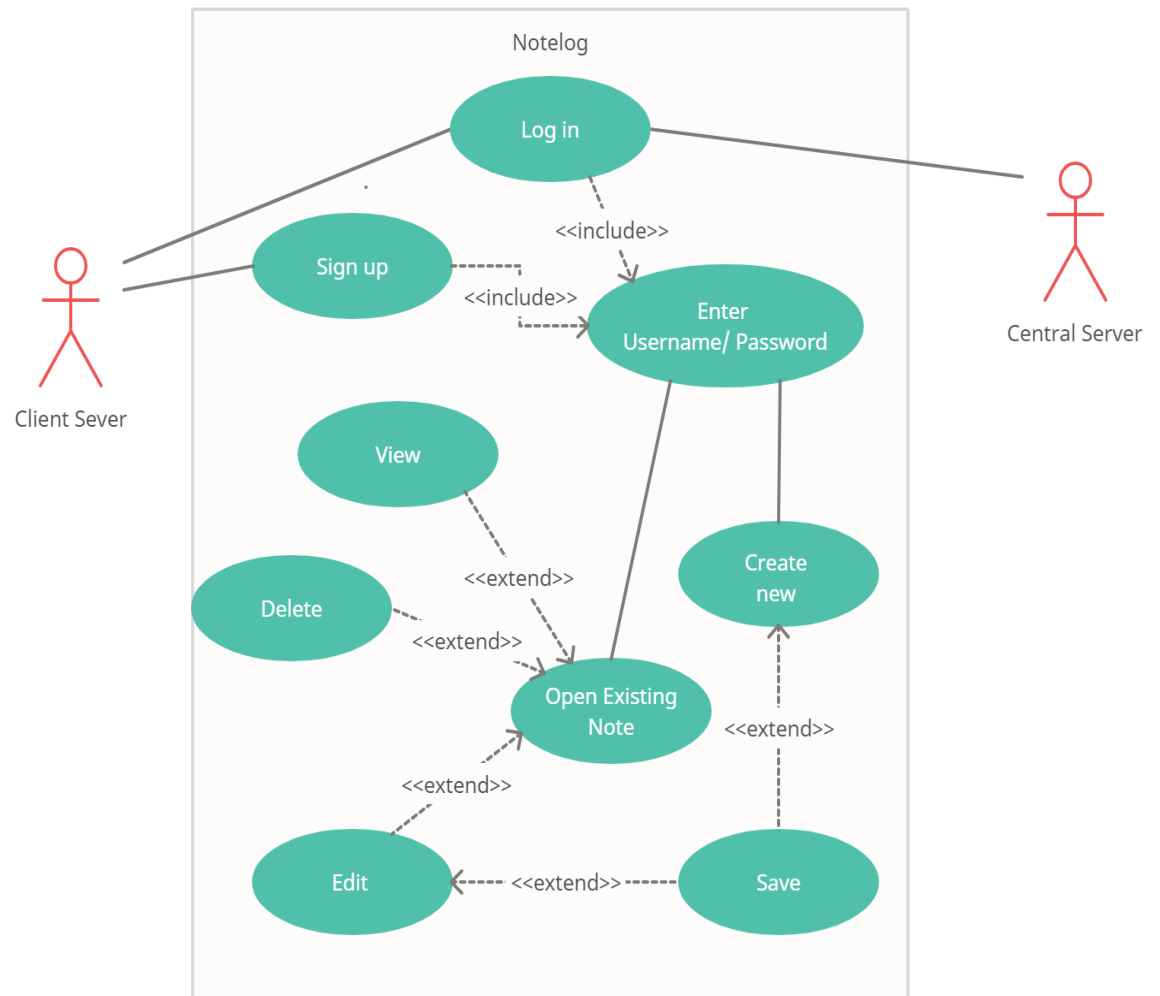 Notelog
Log in
<<include>>
Sign up
<<include>>
Enter
Username/ Password
Central Server
Client Sever
View
Create
new
<<extend>>
Delete
<<extend>>
Open Existing
Note
<<extend>>
<<extend>>
Edit
<<extend>>
Save